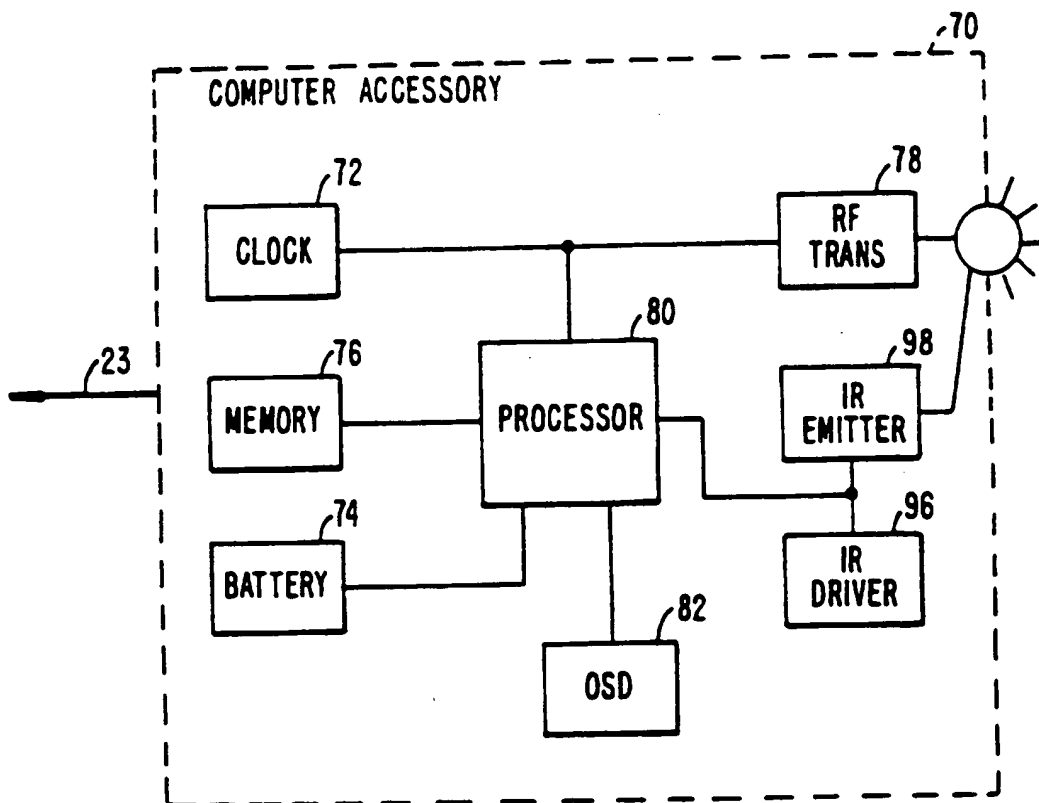 70
COMPUTER ACCESSORY
72
CLOCK
78
RF
TRANS
23
76
MEMORY
80
PROCESSOR
98
IR
EMITTER
74
BATTERY
96
IR
DRIVER
82
OSD